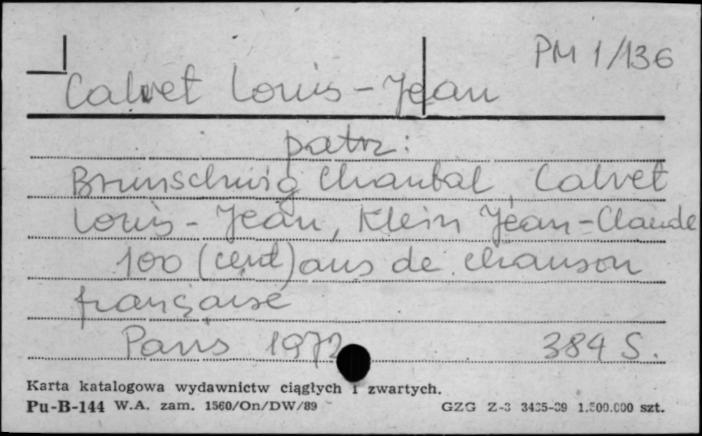 PM 1/136
Calvet Louis-Jean
patrz:
Brunschwig Chantal, Calvet
Louis-Jean, Klein Jean-Claude
100 (cent) ans de chanson
française
Paris 1972 384 S.
Karta katalogowa wydawnictw ciągłych i zwartych.
Pu-B-144 W.A. zam. 1560/On/DW/89 GZG Z-3 3435-89 1.500.000 szt.